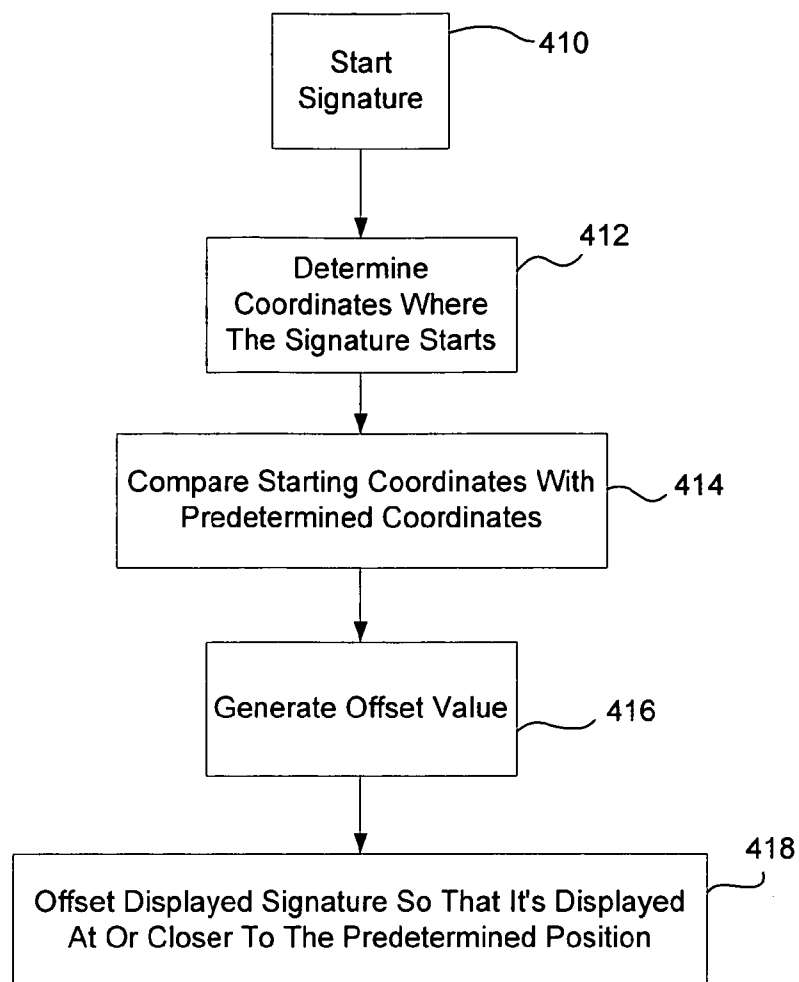 410
Start
Signature
412
Determine
Coordinates Where
The Signature Starts
Compare Starting Coordinates With
Predetermined Coordinates
414
Generate Offset Value
416
418
Offset Displayed Signature So That It's Displayed
At Or Closer To The Predetermined Position